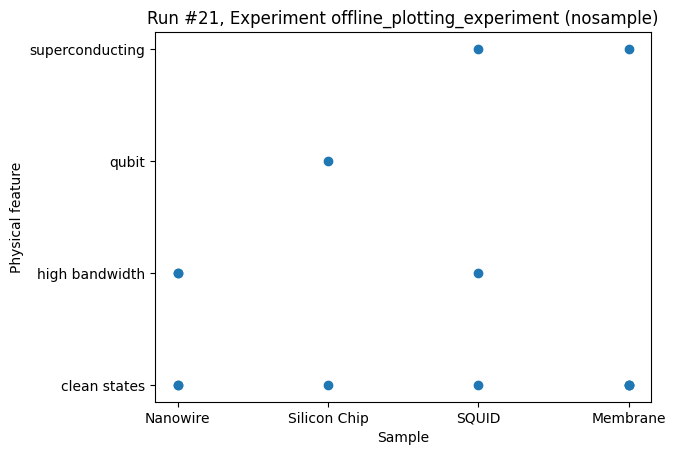 Run #21, Experiment offline_plotting_experiment (nosample)
superconducting
qubit
high bandwidth
clean states
Physical feature
Nanowire
Silicon Chip
SQUID
Membrane
Sample